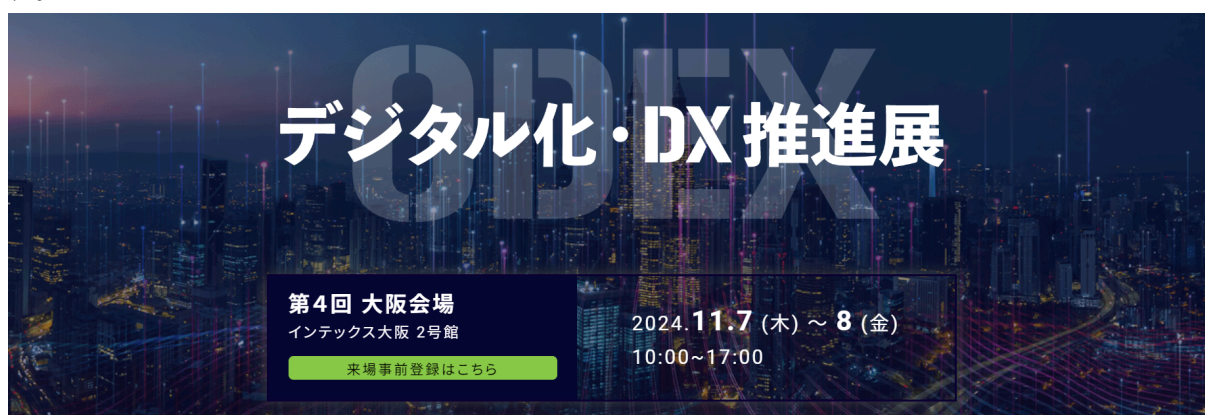 ODEX
デジタル化・DX推進展
第4回 大阪会場
インテックス大阪 2号館
来場事前登録はこちら
2024.11.7 (木) ～ 8 (金)
10:00~17:00